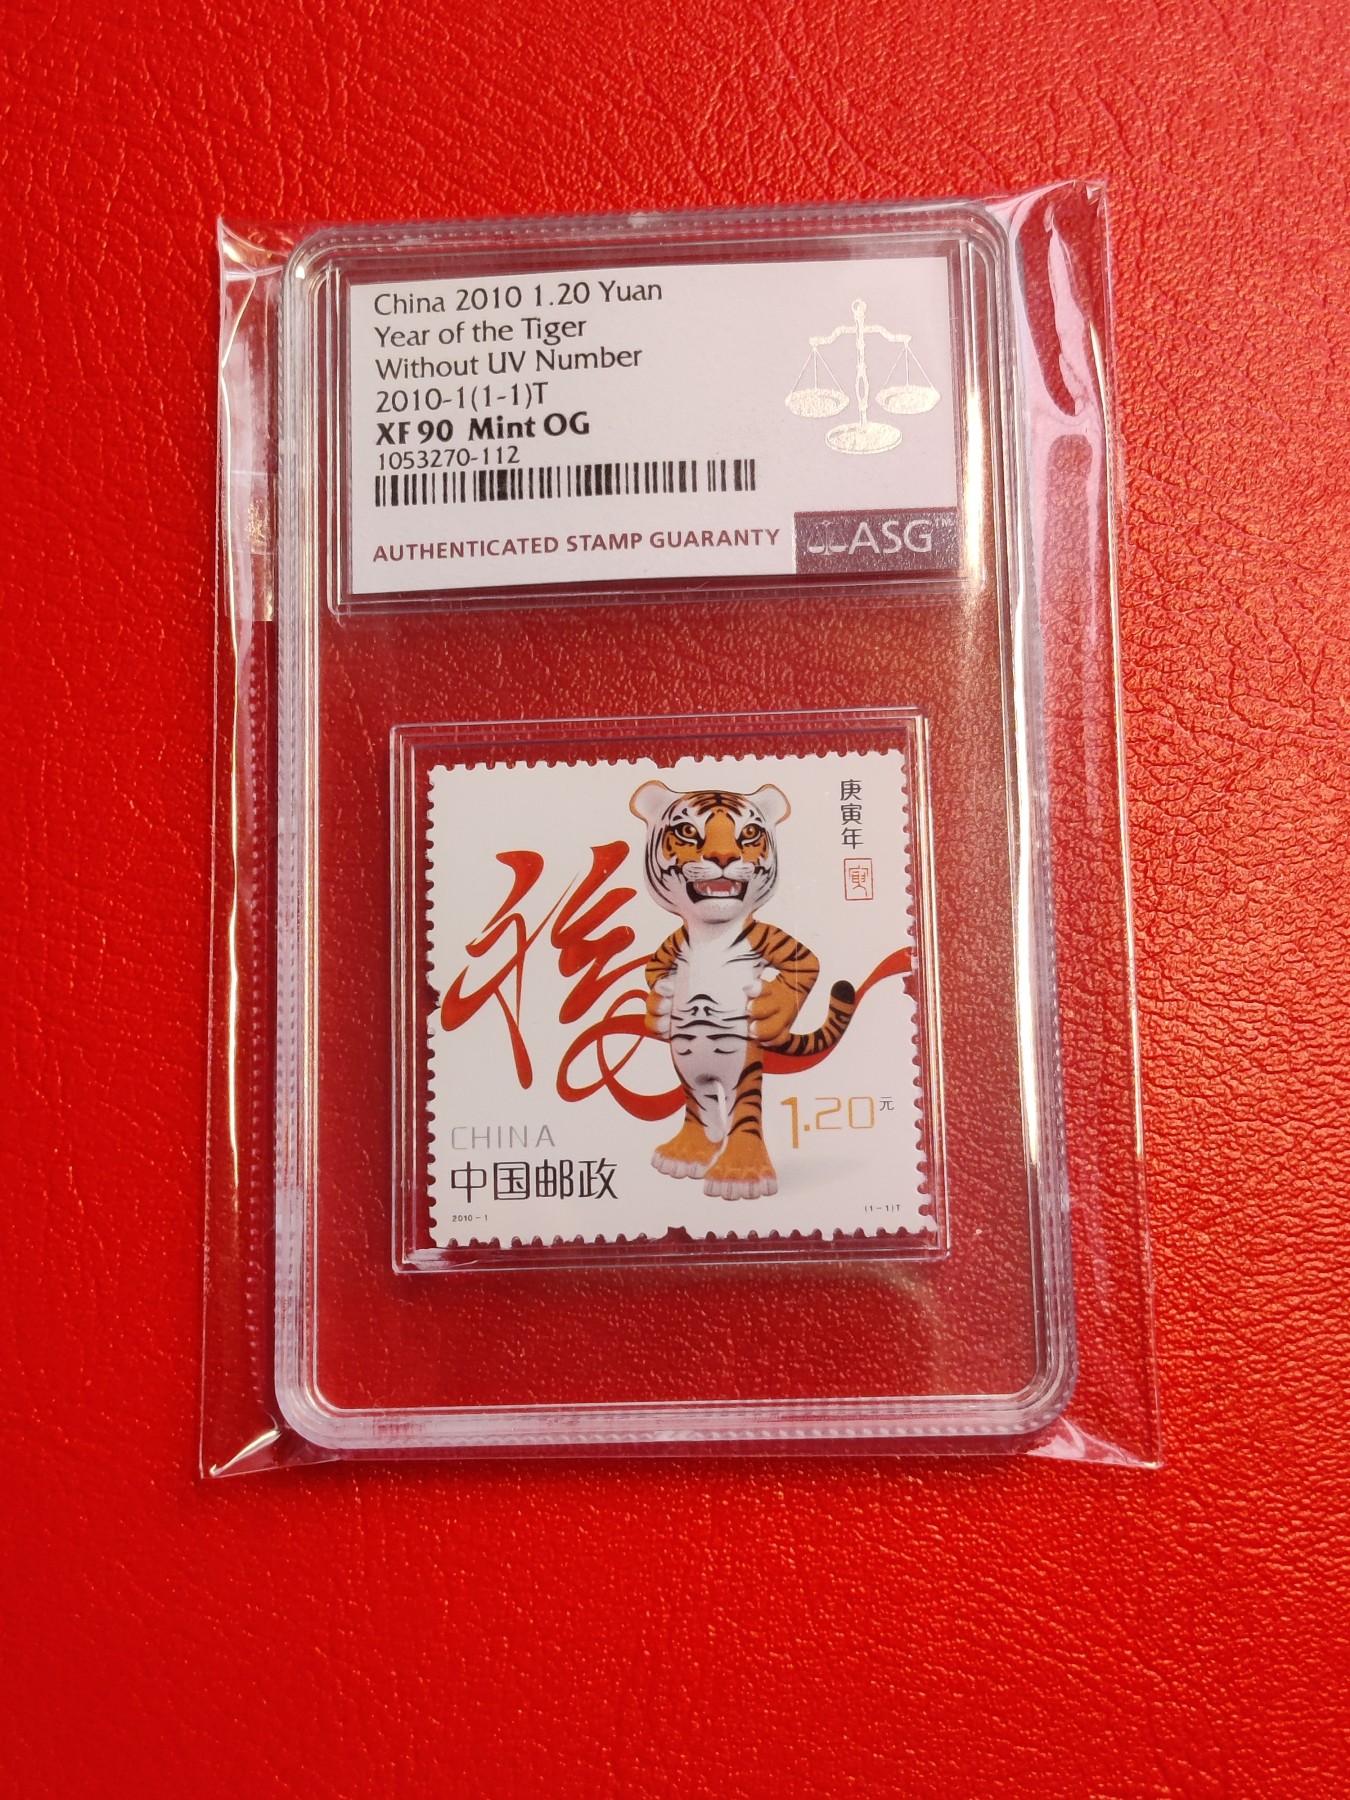 China 2010 1.20 Yuan
Year of the Tiger
Without UV Number
2010-1(1-1)T
XF 90 Mint OG
1053270-112
AUTHENTICATED STAMP GUARANTY
ASG™
庚寅年
寅
福
1.20元
CHINA
中国邮政
2010-1
(1-1)T